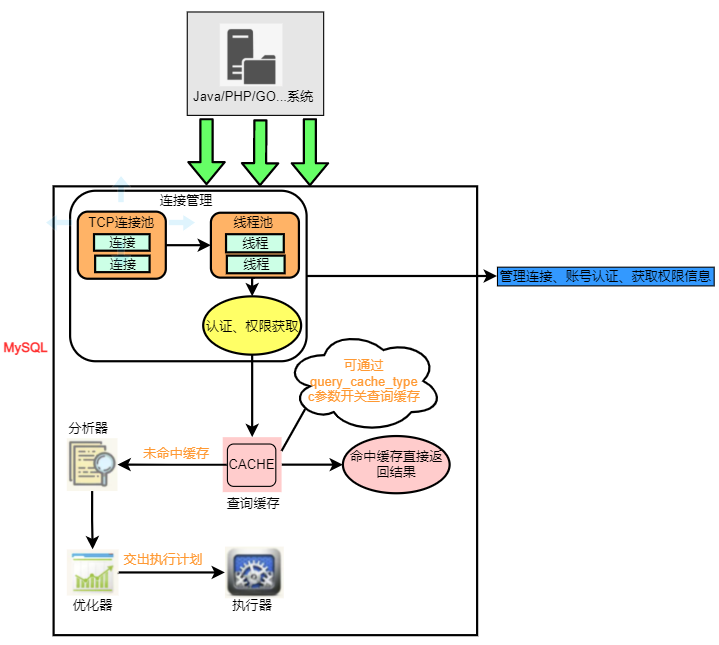 Java/PHP/GO...系统
连接管理
TCP连接池
连接
连接
线程池
线程
线程
管理连接、账号认证、获取权限信息
认证、权限获取
MySQL
可通过
query_cache_type
c参数开关查询缓存
分析器
未命中缓存
CACHE
命中缓存直接返
回结果
查询缓存
交出执行计划
优化器
执行器